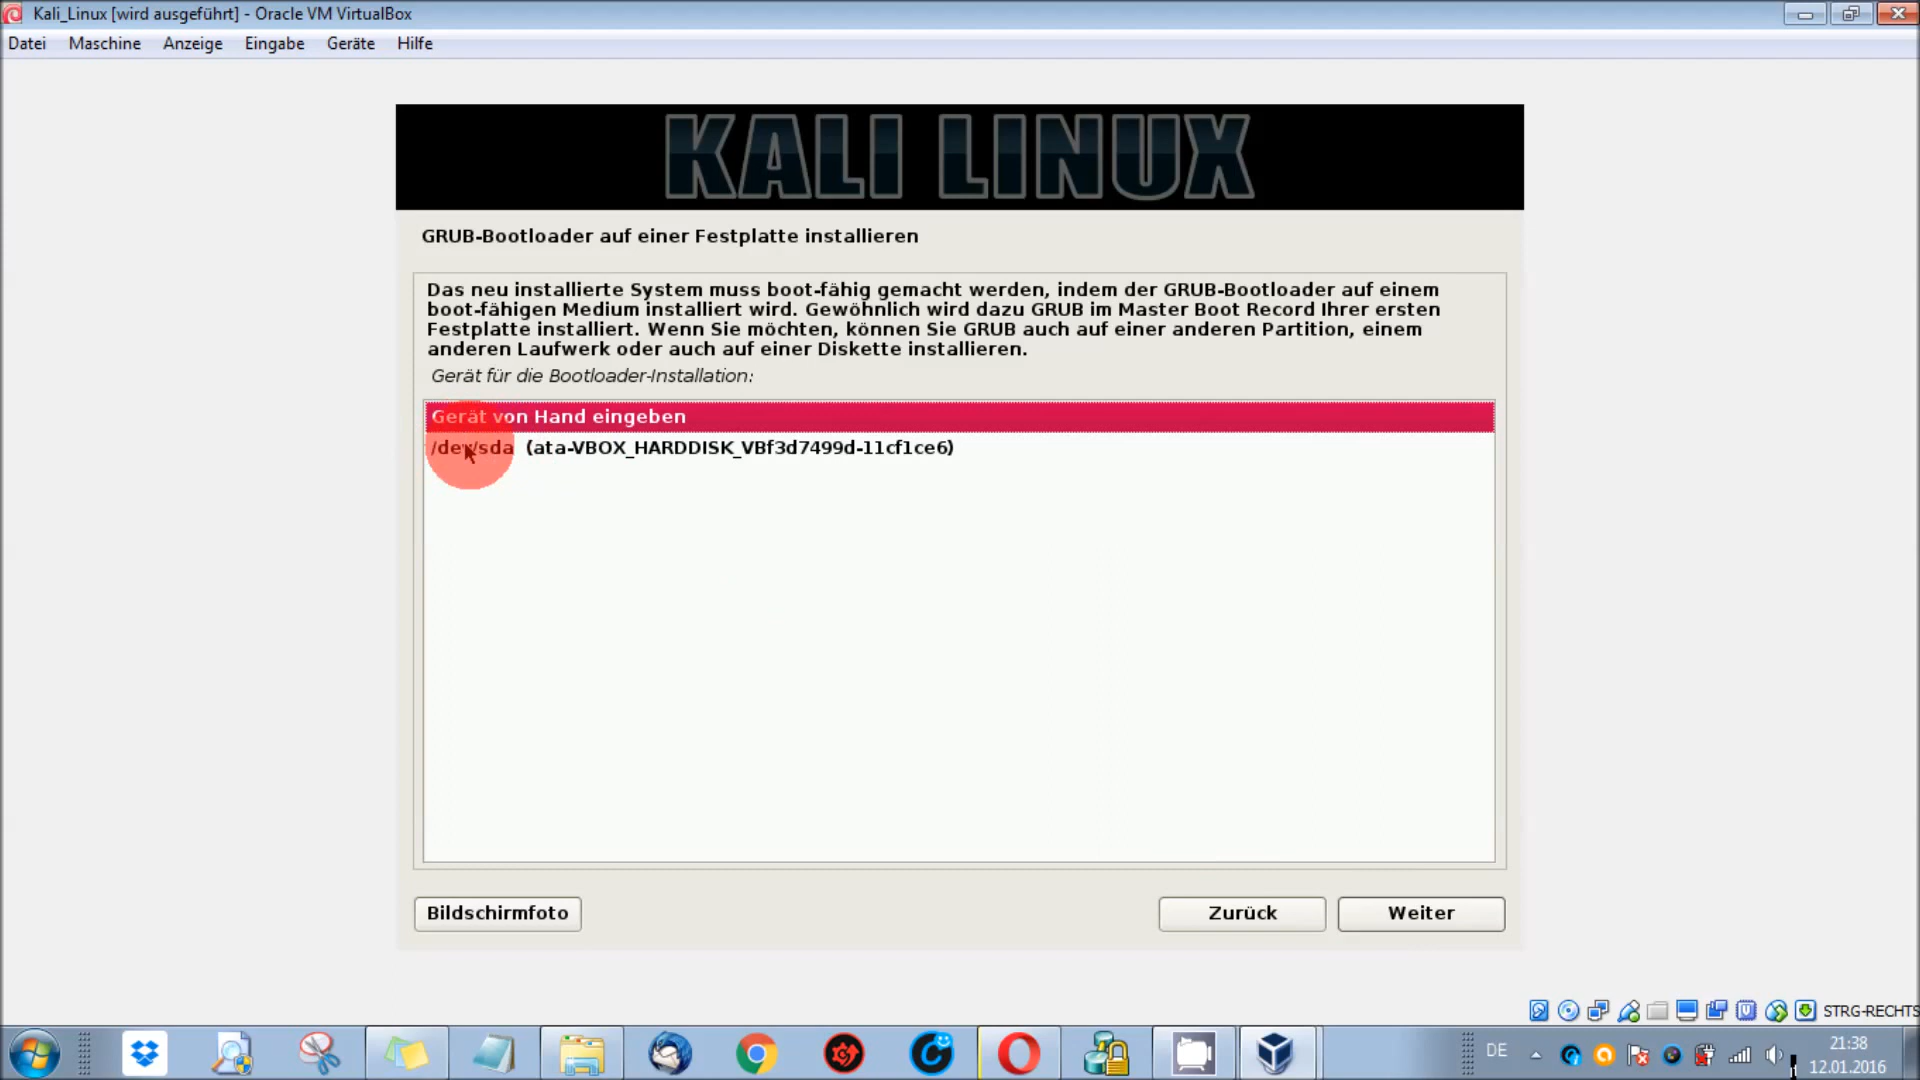 Kali_Linux [wird ausgeführt] - Oracle VM VirtualBox
Datei Maschine Anzeige Eingabe Geräte Hilfe
KALI LINUX
GRUB-Bootloader auf einer Festplatte installieren
Das neu installierte System muss boot-fähig gemacht werden, indem der GRUB-Bootloader auf einem
boot-fähigen Medium installiert wird. Gewöhnlich wird dazu GRUB im Master Boot Record Ihrer ersten
Festplatte installiert. Wenn Sie möchten, können Sie GRUB auch auf einer anderen Partition, einem
anderen Laufwerk oder auch auf einer Diskette installieren.
Gerät für die Bootloader-Installation:
Gerät von Hand eingeben
/dev/sda (ata-VBOX_HARDDISK_VBf3d7499d-11cf1ce6)
Bildschirmfoto Zurück Weiter
STRG-RECHTS
DE 21:38
12.01.2016